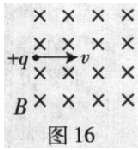 × × × ×
× × × ×
+q v
× × × ×
B × × × ×
图 16